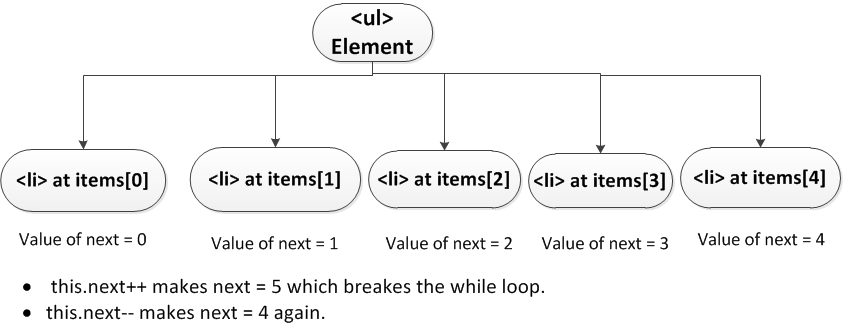 <ul>
Element
<li> at items[0]
<li> at items[1]
<li> at items[2]
<li> at items[3]
<li> at items[4]
Value of next = 0
Value of next = 1
Value of next = 2
Value of next = 3
Value of next = 4
• this.next++ makes next = 5 which breakes the while loop.
• this.next-- makes next = 4 again.